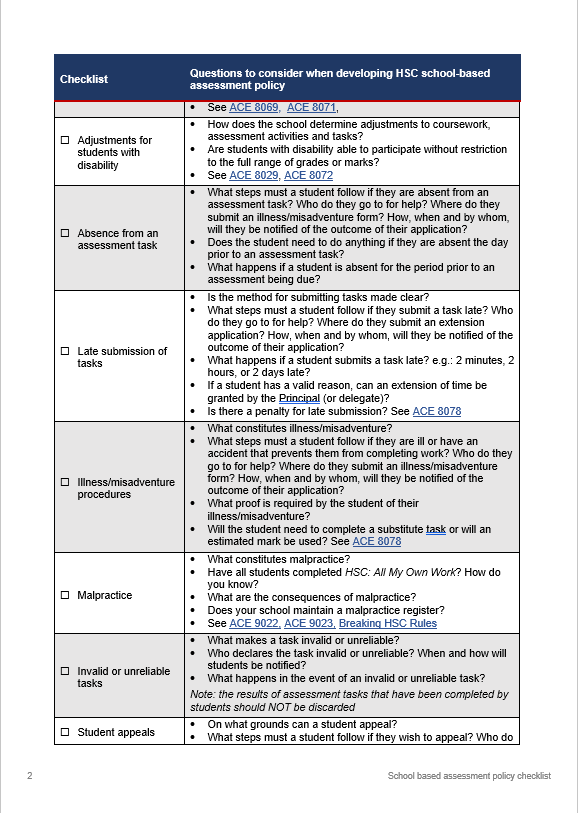 Checklist
Questions to consider when developing HSC school-based
assessment policy
• See ACE 8069, ACE 8071,
☐ Adjustments for
students with
disability
• How does the school determine adjustments to coursework,
assessment activities and tasks?
• Are students with disability able to participate without restriction
to the full range of grades or marks?
• See ACE 8029, ACE 8072
☐ Absence from an
assessment task
• What steps must a student follow if they are absent from an
assessment task? Who do they go to for help? Where do they
submit an illness/misadventure form? How, when and by whom,
will they be notified of the outcome of their application?
• Does the student need to do anything if they are absent the day
prior to an assessment task?
• What happens if a student is absent for the period prior to an
assessment being due?
☐ Late submission of
tasks
• Is the method for submitting tasks made clear?
• What steps must a student follow if they submit a task late? Who
do they go to for help? Where do they submit an extension
application? How, when and by whom, will they be notified of the
outcome of their application?
• What happens if a student submits a task late? e.g.: 2 minutes, 2
hours, or 2 days late?
• If a student has a valid reason, can an extension of time be
granted by the Principal (or delegate)?
• Is there a penalty for late submission? See ACE 8078
☐ Illness/misadventure
procedures
• What constitutes illness/misadventure?
• What steps must a student follow if they are ill or have an
accident that prevents them from completing work? Who do they
go to for help? Where do they submit an illness/misadventure
form? How, when and by whom, will they be notified of the
outcome of their application?
• What proof is required by the student of their
illness/misadventure?
• Will the student need to complete a substitute task or will an
estimated mark be used? See ACE 8078
☐ Malpractice
• What constitutes malpractice?
• Have all students completed HSC: All My Own Work? How do
you know?
• What are the consequences of malpractice?
• Does your school maintain a malpractice register?
• See ACE 9022, ACE 9023, Breaking HSC Rules
☐ Invalid or unreliable
tasks
• What makes a task invalid or unreliable?
• Who declares the task invalid or unreliable? When and how will
students be notified?
• What happens in the event of an invalid or unreliable task?
Note: the results of assessment tasks that have been completed by
students should NOT be discarded
☐ Student appeals
• On what grounds can a student appeal?
• What steps must a student follow if they wish to appeal? Who do
2
School based assessment policy checklist